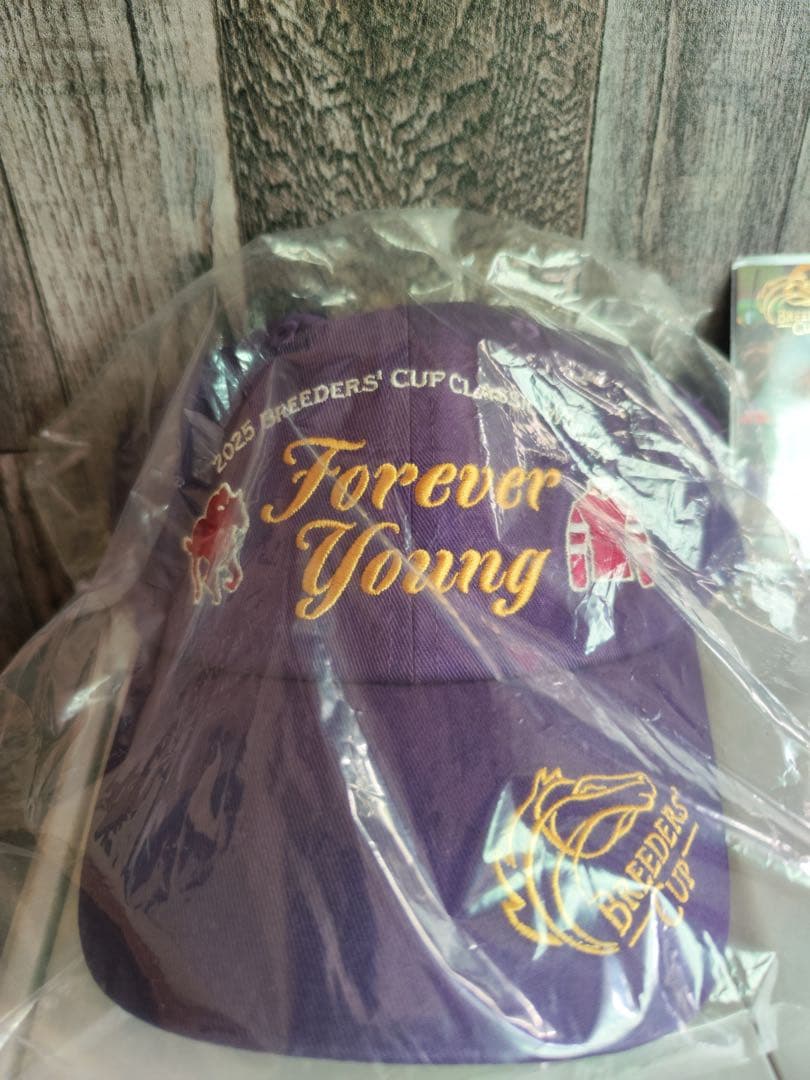 2025 BREEDERS' CUP CLASSIC
Forever
Young
BREEDERS'
CUP